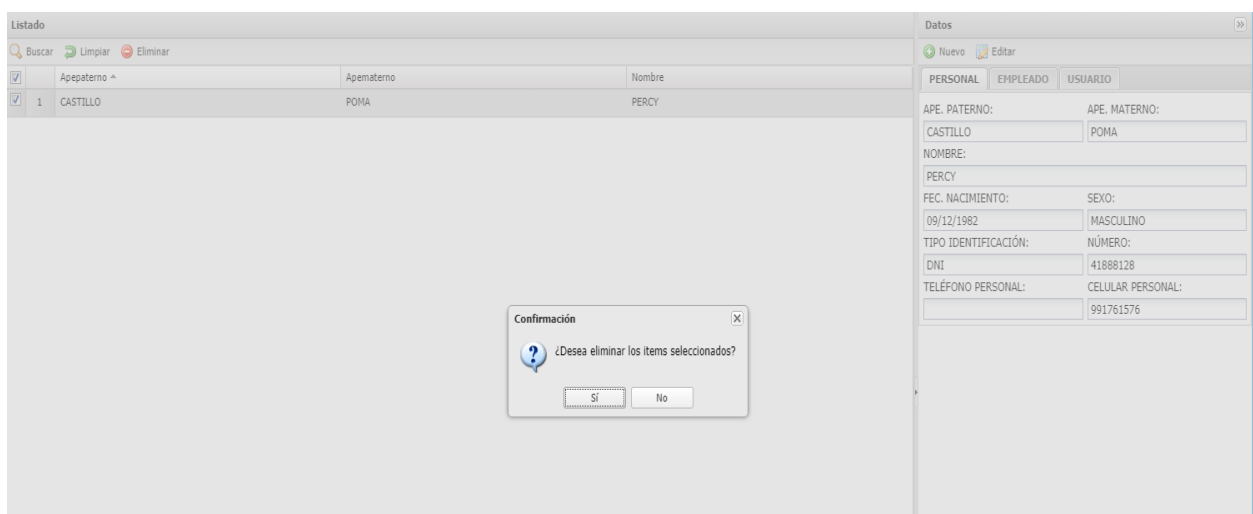 Listado
Buscar Limpiar Eliminar
Apepaterno Apematerno Nombre
1 CASTILLO POMA PERCY
Datos
Nuevo Editar
PERSONAL EMPLEADO USUARIO
APE. PATERNO: APE. MATERNO:
CASTILLO POMA
NOMBRE:
PERCY
FEC. NACIMIENTO: SEXO:
09/12/1982 MASCULINO
TIPO IDENTIFICACIÓN: NÚMERO:
DNI 41888128
TELÉFONO PERSONAL: CELULAR PERSONAL:
991761576
Confirmación
¿Desea eliminar los items seleccionados?
Sí No